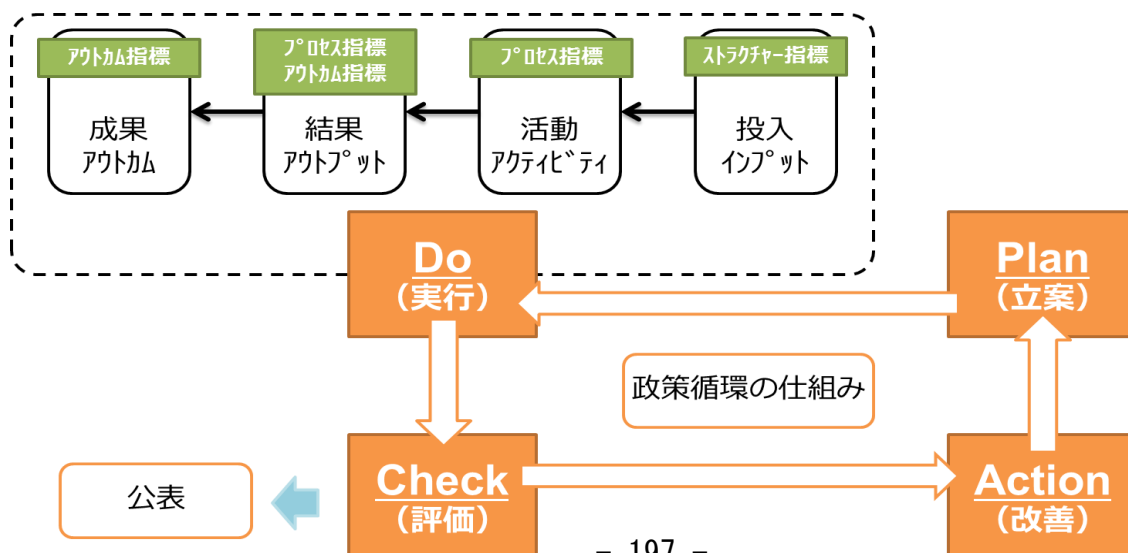 アウトカム指標
プロセス指標
アウトカム指標
プロセス指標
ストラクチャー指標
成果
アウトカム
結果
アウトプット
活動
アクティビティ
投入
インプット
Do
(実行)
Plan
(立案)
政策循環の仕組み
公表
Check
(評価)
Action
(改善)
- 197 -